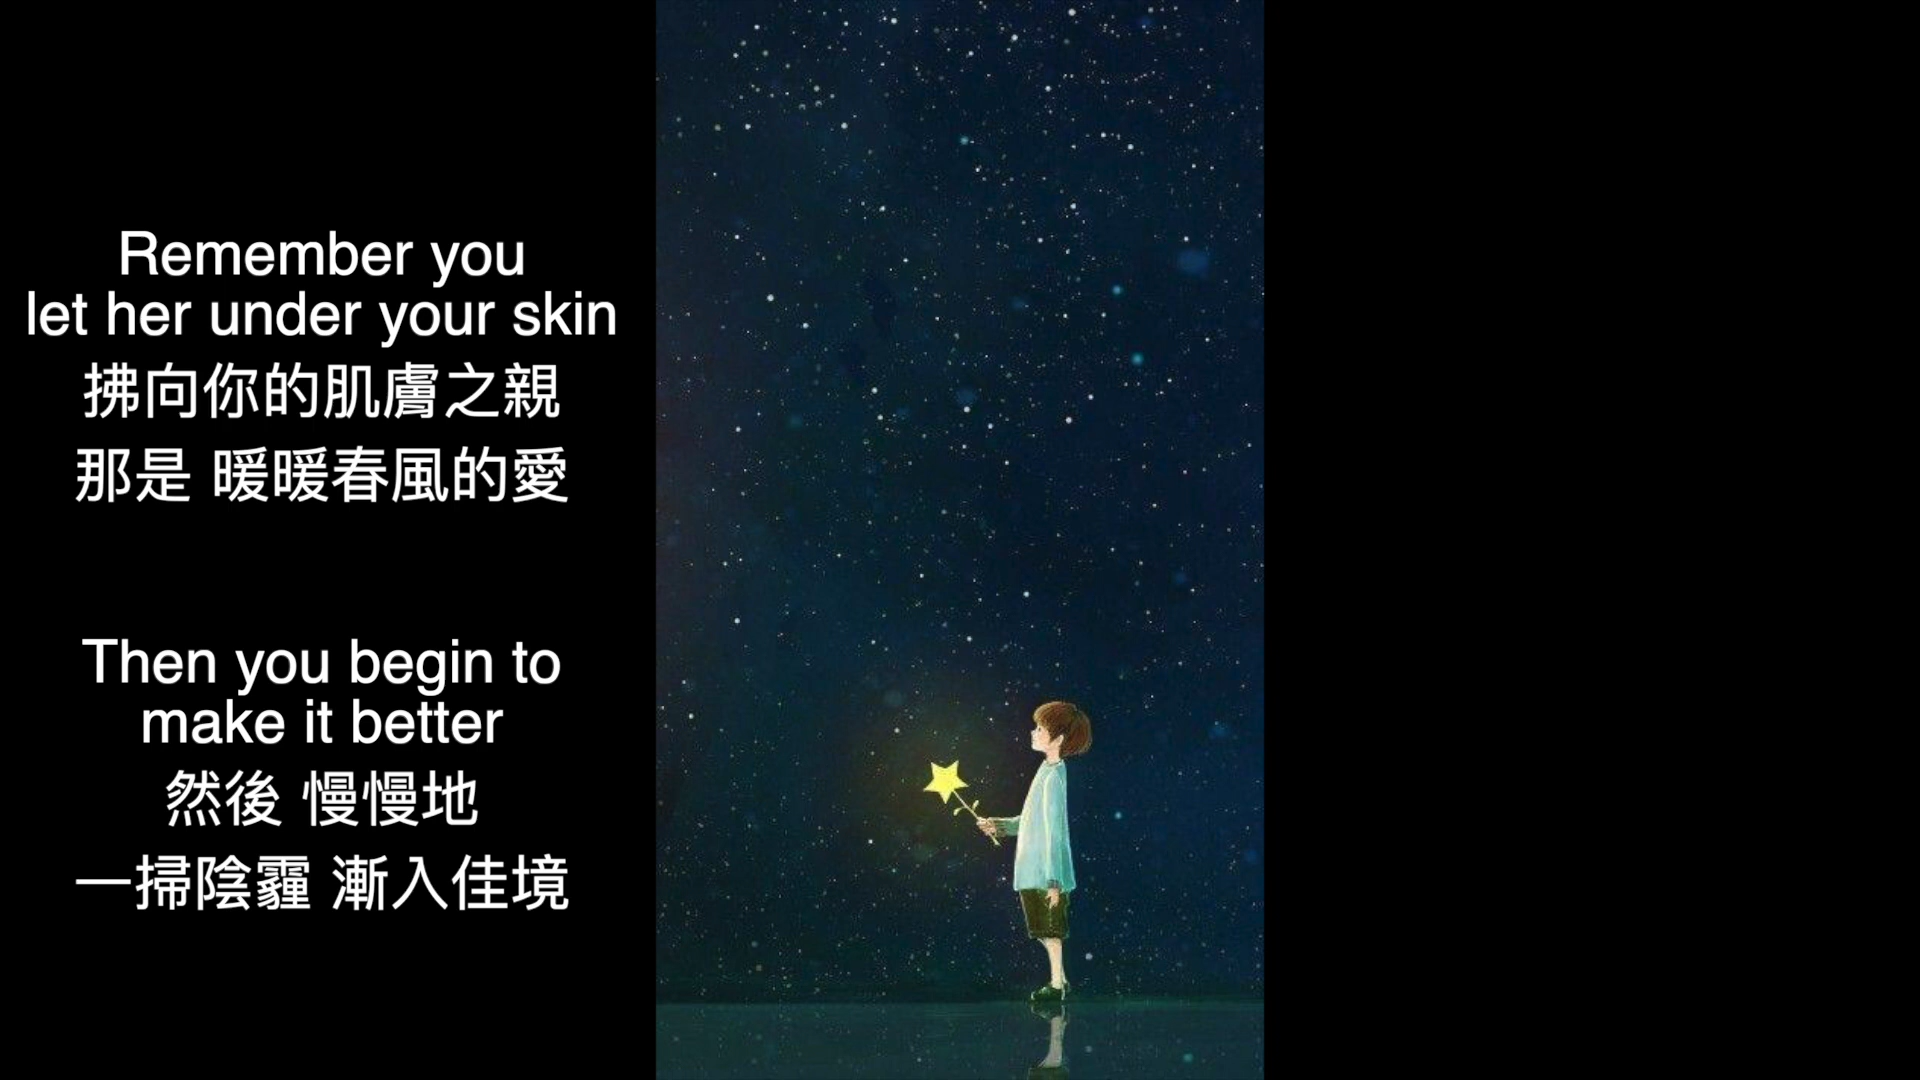 Remember you
let her under your skin
拂向你的肌膚之親
那是 暖暖春風的愛
Then you begin to
make it better
然後 慢慢地
一掃陰霾 漸入佳境